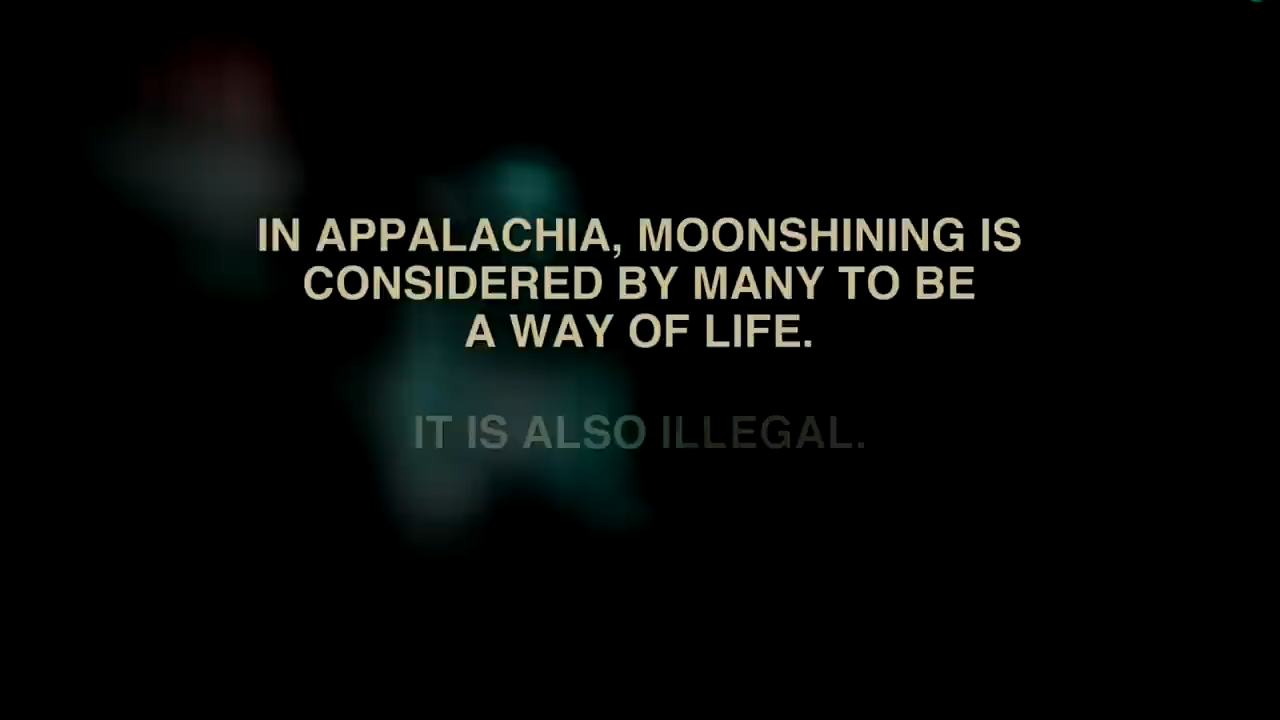 IN APPALACHIA, MOONSHINING IS
CONSIDERED BY MANY TO BE
A WAY OF LIFE.
IT IS ALSO ILLEGAL.